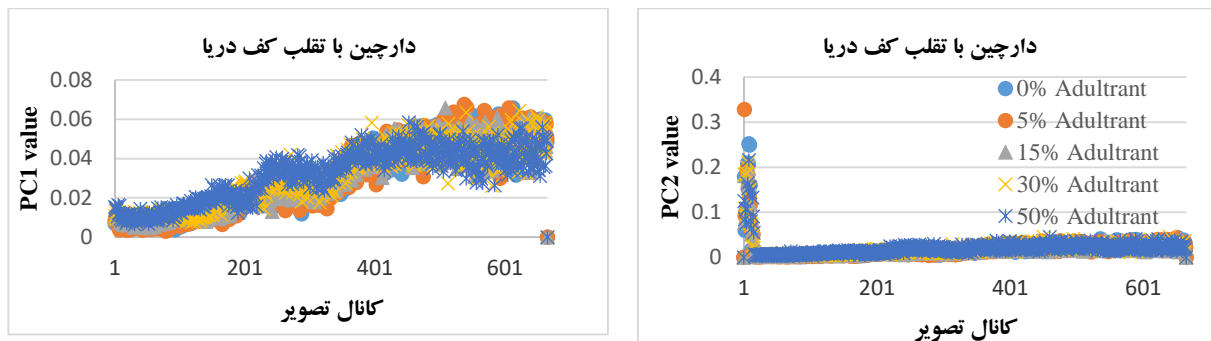 دارچین با تقلب کف دریا
0.08
0.06
0.04
0.02
0
PC1 value
1 201 401 601
کانال تصویر
دارچین با تقلب کف دریا
0.4
0.3
0.2
0.1
0
PC2 value
0% Adultrant
5% Adultrant
15% Adultrant
30% Adultrant
50% Adultrant
1 201 401 601
کانال تصویر